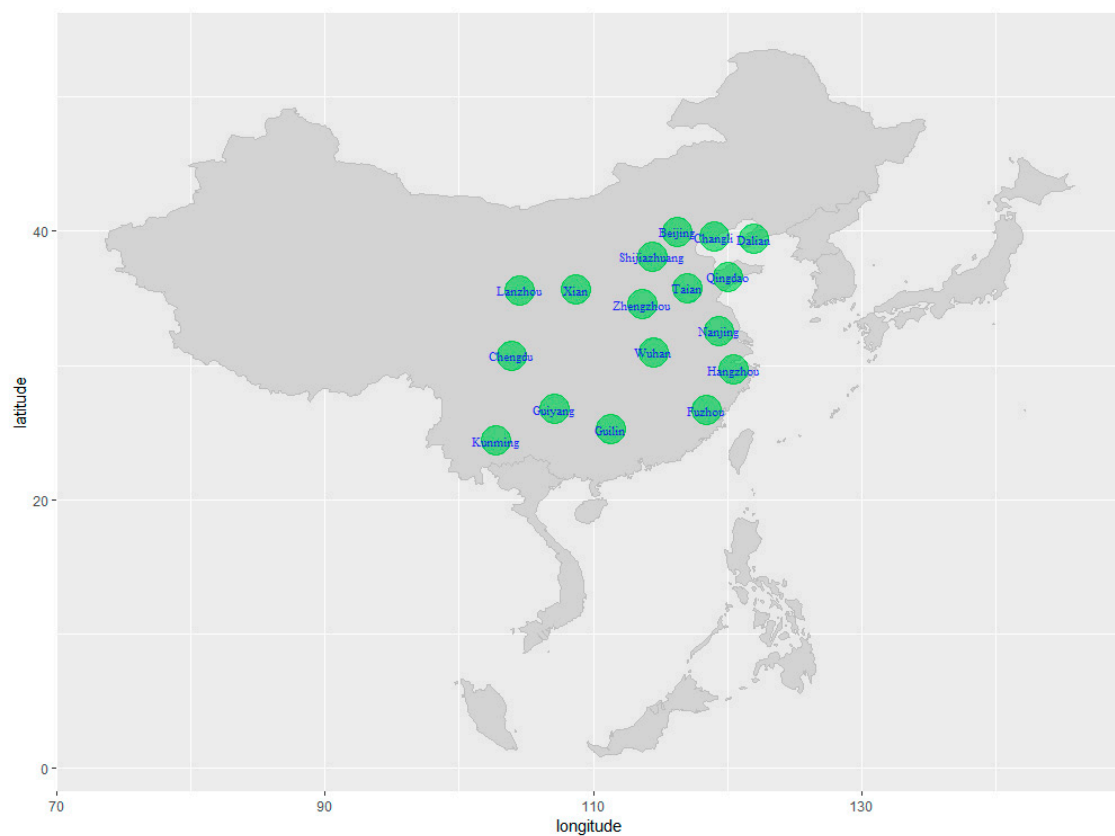 latitude
40
20
0
70
90
110
130
longitude
Beijing
Changli
Dalian
Shijiazhuang
Qingdao
Lanzhou
Xian
Taian
Zhengzhou
Nanjing
Chengdu
Wuhan
Hangzhou
Guiyang
Fuzhou
Guilin
Kunming